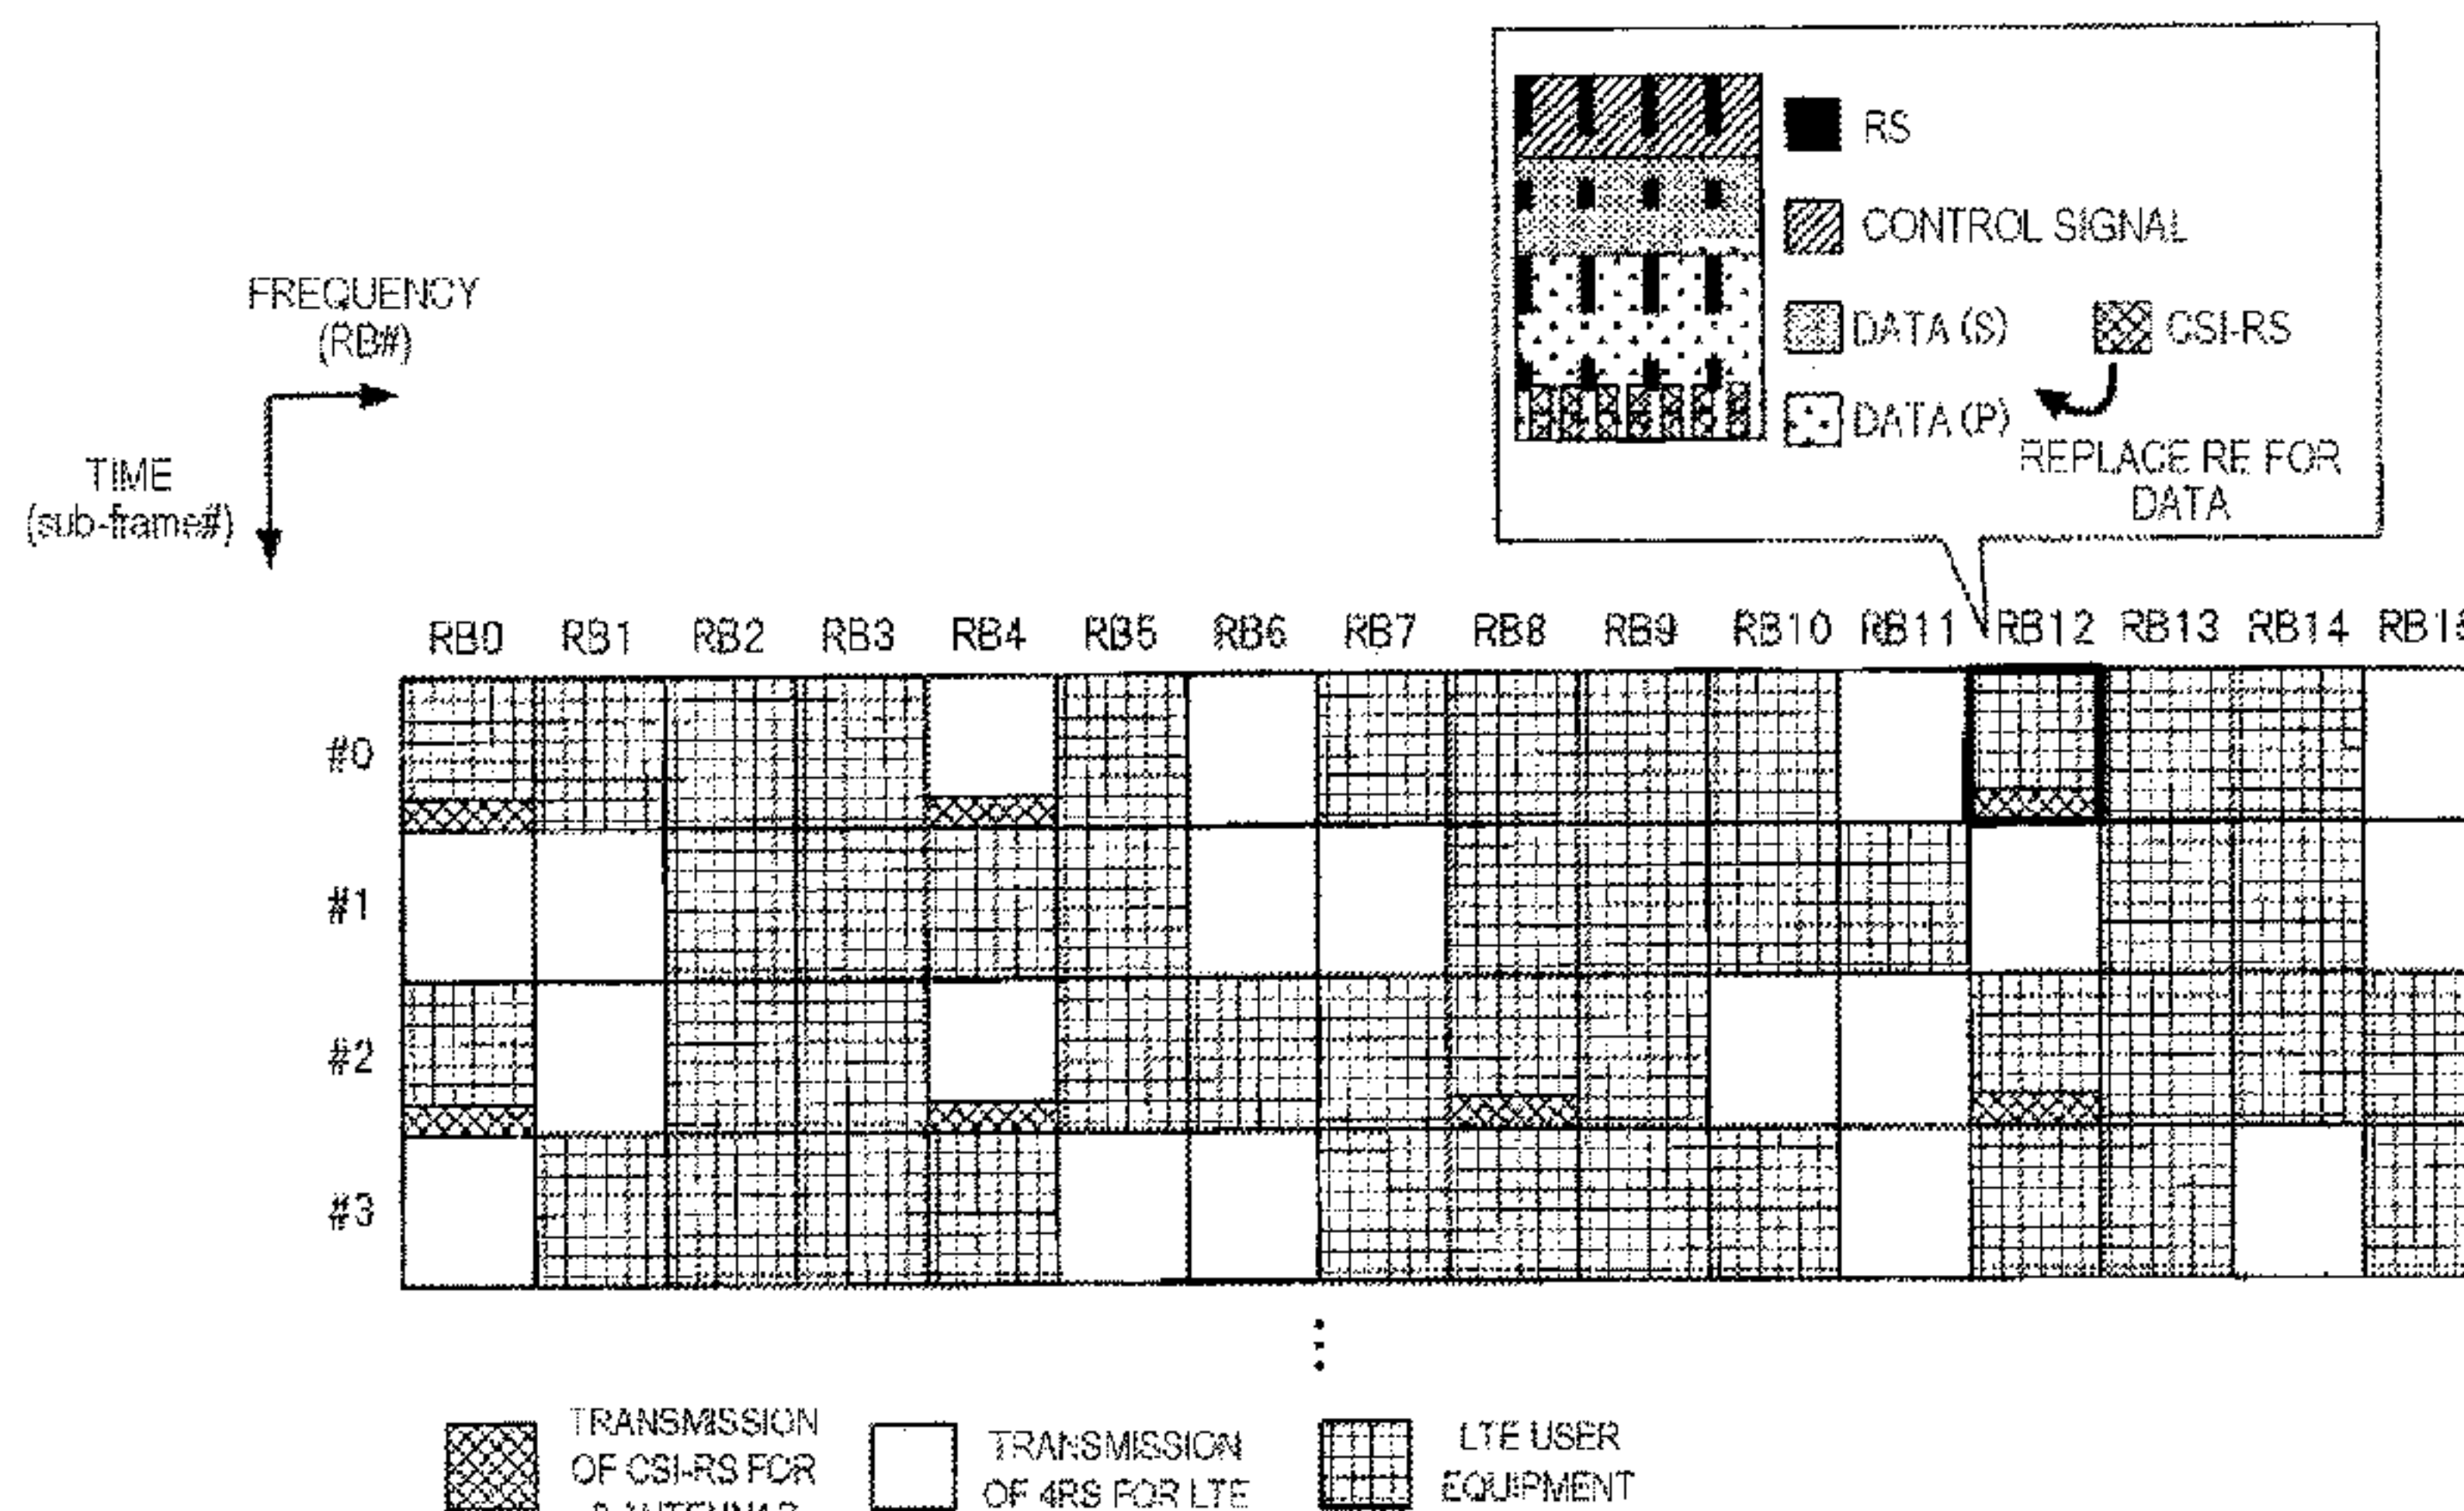 RS
CONTROL SIGNAL
DATA (S)
CSI-RS
DATA (P)
REPLACE RE FOR
DATA
FREQUENCY
(RB#)
TIME
(sub-frame#)
RB0 RB1 RB2 RB3 RB4 RB5 RB6 RB7 RB8 RB9 RB10 RB11 RB12 RB13 RB14
#0
#1
#2
#3
TRANSMISSION
OF CSI-RS FOR
TRANSMISSION
OF 4RS FOR LTE
LTE USER
EQUIPMENT